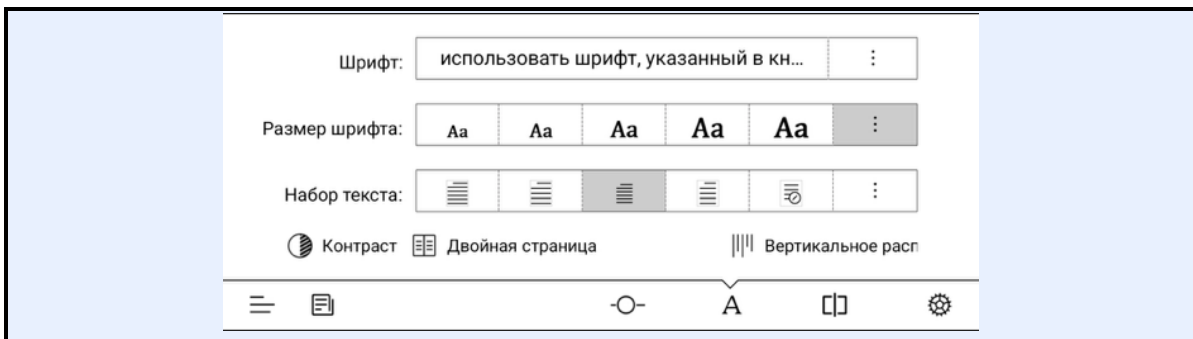 Шрифт: использовать шрифт, указанный в кн...
Размер шрифта: Aa Aa Aa Aa Aa
Набор текста:
Контраст Двойная страница Вертикальное расп
A